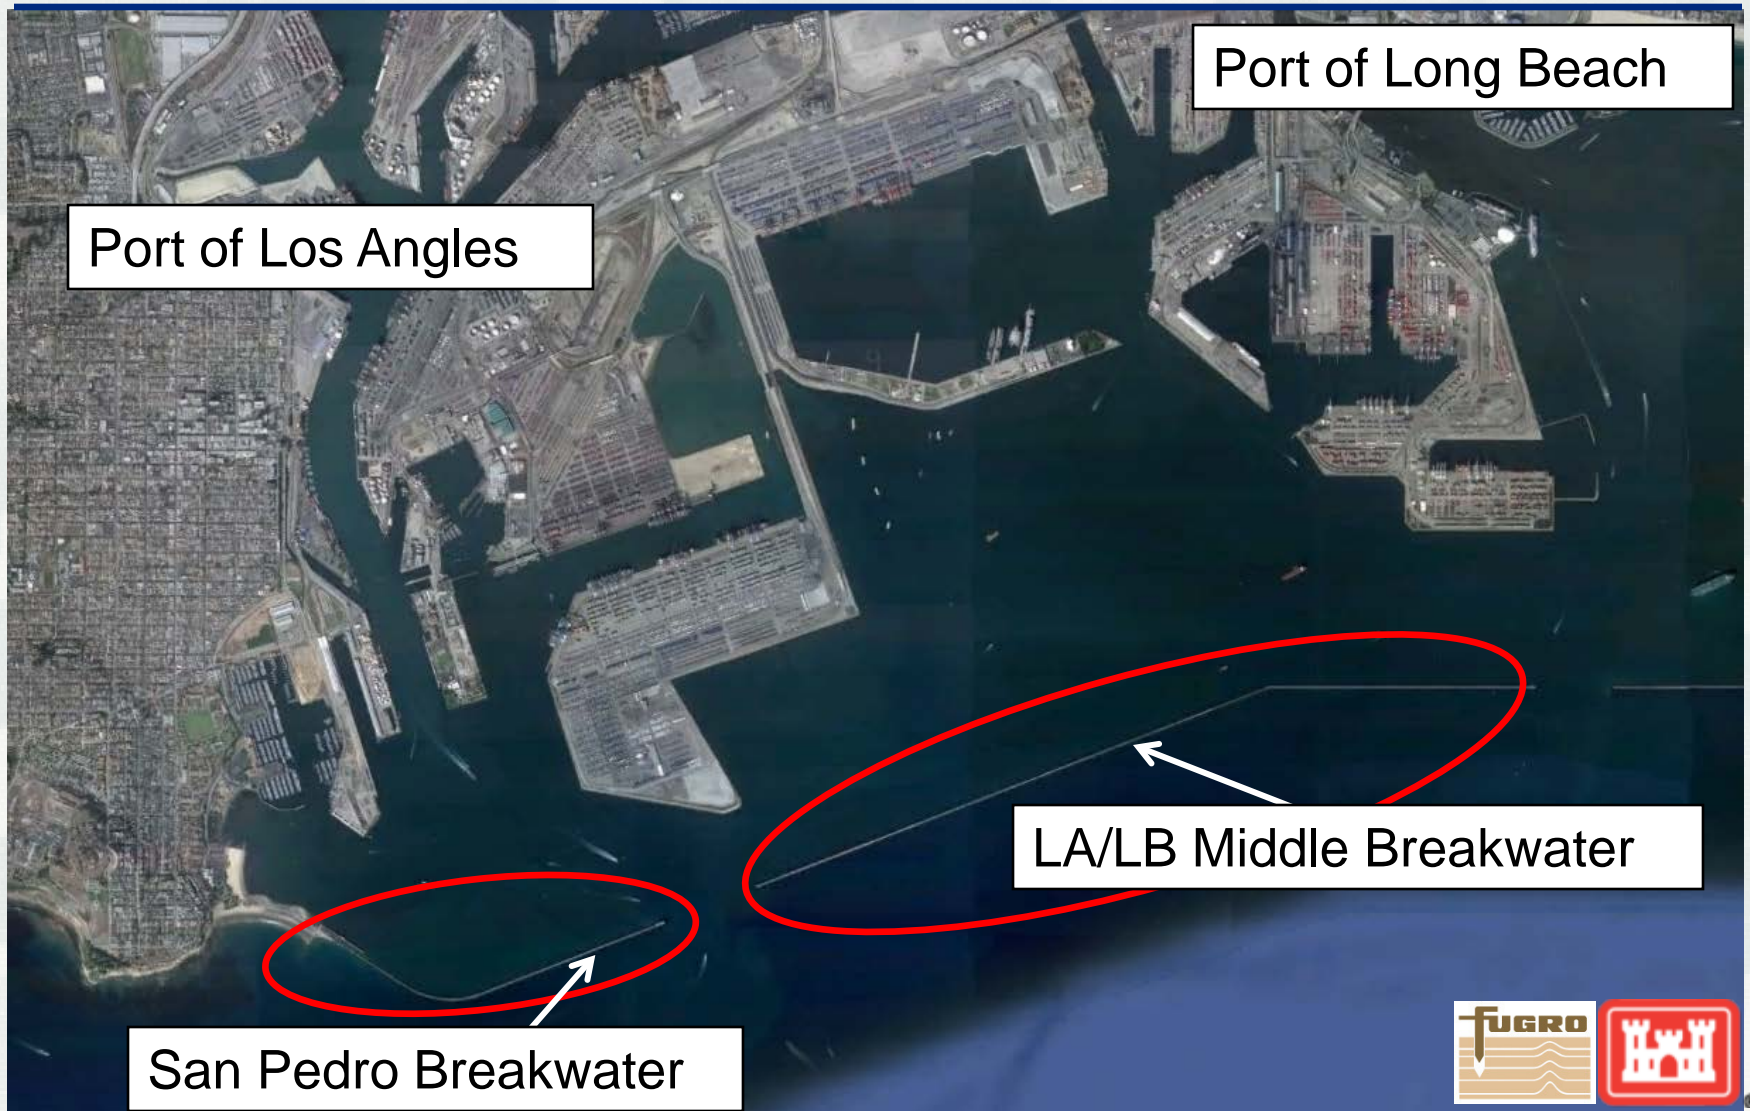 Port of Long Beach
Port of Los Angles
LA/LB Middle Breakwater
San Pedro Breakwater
FUGRO